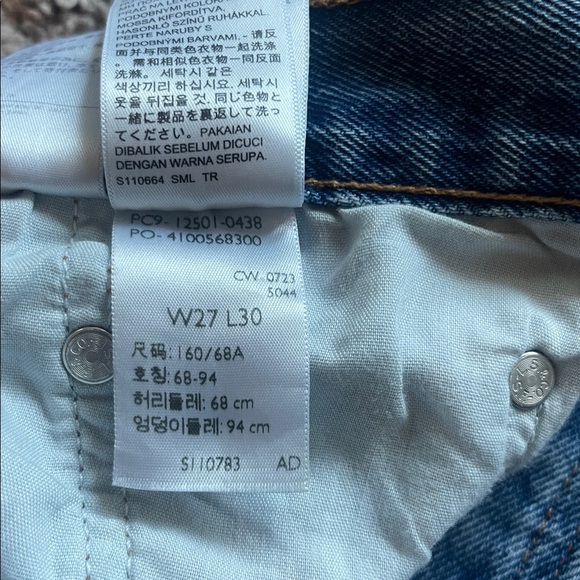 PODOBNÝMI KOLOR
MOSSA KIFORDÍTVA,
HASONLÓ SZÍNŰ RUHÁKKAL.
PERTE NARUBY S
PODOBNÝMI BARVAMI. - 请
反面并与同类色衣物一起洗涤
。需和相似色衣物一同反面
洗滌. 세탁시 같은
색상끼리 하십시요. 세탁시
옷을 뒤집을 것. 同じ色物と
一緒に製品を裏返して洗っ
てください. PAKAIAN
DIBALIK SEBELUM DICUCI
DENGAN WARNA SERUPA.
S110664 SML TR
PC9- 12501-0438
PO- 4100568300
CW 0723
5044
W27 L30
尺码: 160/68A
호칭: 68-94
허리둘레: 68 cm
엉덩이둘레: 94 cm
S110783 AD